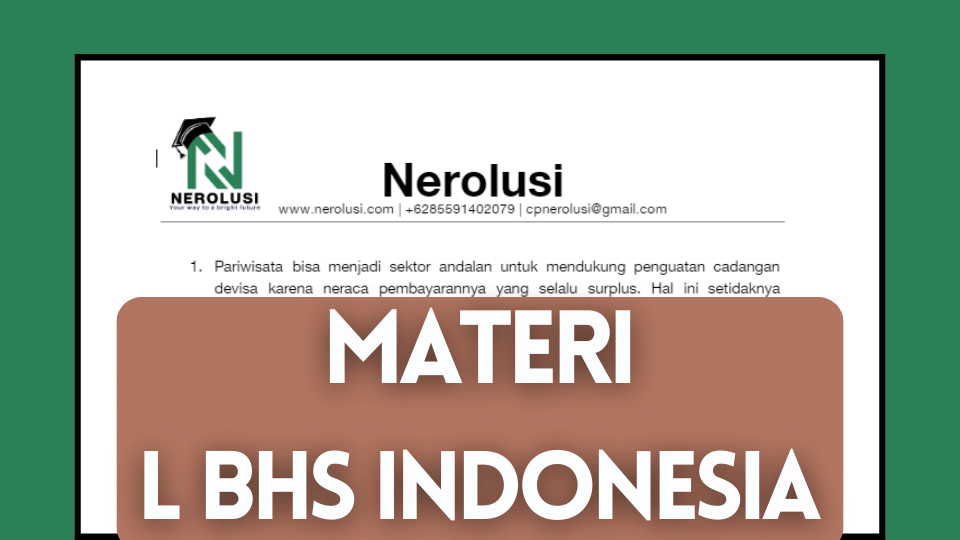 NEROLUSI
Your way to a bright future
Nerolusi
www.nerolusi.com | +6285591402079 | cpnerolusi@gmail.com
1. Pariwisata bisa menjadi sektor andalan untuk mendukung penguatan cadangan
devisa karena neraca pembayarannya yang selalu surplus. Hal ini setidaknya
MATERI
L BHS INDONESIA